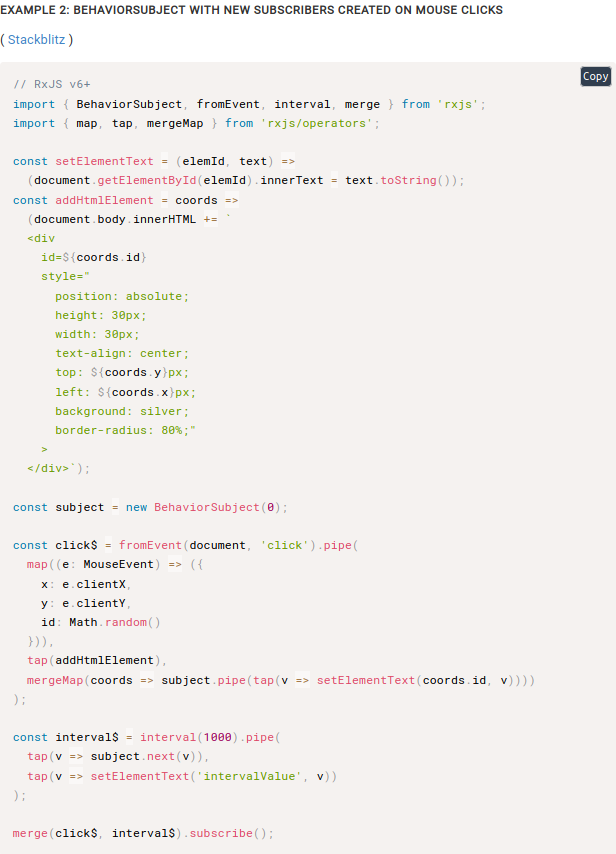 EXAMPLE 2: BEHAVIORSUBJECT WITH NEW SUBSCRIBERS CREATED ON MOUSE CLICKS
( Stackblitz )
Copy
// RxJS v6+
import { BehaviorSubject, fromEvent, interval, merge } from 'rxjs';
import { map, tap, mergeMap } from 'rxjs/operators';

const setElementText = (elemId, text) =>
  (document.getElementById(elemId).innerText = text.toString());
const addHtmlElement = coords =>
  (document.body.innerHTML += `
  <div
    id=${coords.id}
    style="
      position: absolute;
      height: 30px;
      width: 30px;
      text-align: center;
      top: ${coords.y}px;
      left: ${coords.x}px;
      background: silver;
      border-radius: 80%;"
    >
  </div>`);

const subject = new BehaviorSubject(0);

const click$ = fromEvent(document, 'click').pipe(
  map((e: MouseEvent) => ({
    x: e.clientX,
    y: e.clientY,
    id: Math.random()
  })),
  tap(addHtmlElement),
  mergeMap(coords => subject.pipe(tap(v => setElementText(coords.id, v))))
);

const interval$ = interval(1000).pipe(
  tap(v => subject.next(v)),
  tap(v => setElementText('intervalValue', v))
);

merge(click$, interval$).subscribe();